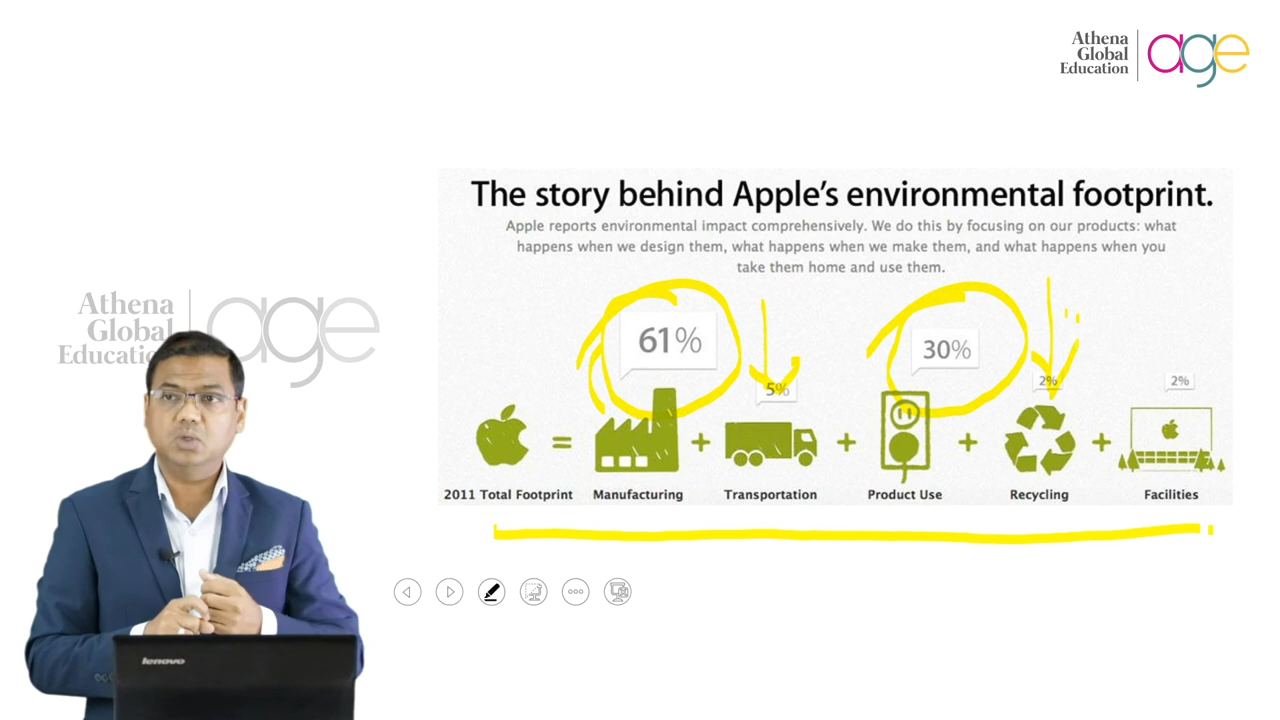 Athena
Global
Education
age
The story behind Apple's environmental footprint.
Apple reports environmental impact comprehensively. We do this by focusing on our products: what
happens when we design them, what happens when we make them, and what happens when you
take them home and use them.
Athena
Global
Educatio
age
61%
30%
5%
2%
2%
2011 Total Footprint
Manufacturing
Transportation
Product Use
Recycling
Facilities
lenovo